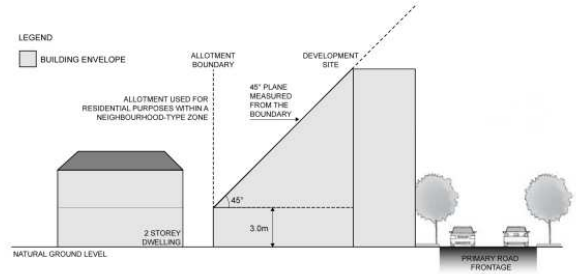 LEGEND
BUILDING ENVELOPE
ALLOTMENT
BOUNDARY
DEVELOPMENT
SITE
ALLOTMENT USED FOR
RESIDENTIAL PURPOSES WITHIN A
NEIGHBOURHOOD-TYPE ZONE
45° PLANE
MEASURED
FROM THE
BOUNDARY
45°
3.0m
2 STOREY
DWELLING
NATURAL GROUND LEVEL
PRIMARY ROAD
FRONTAGE